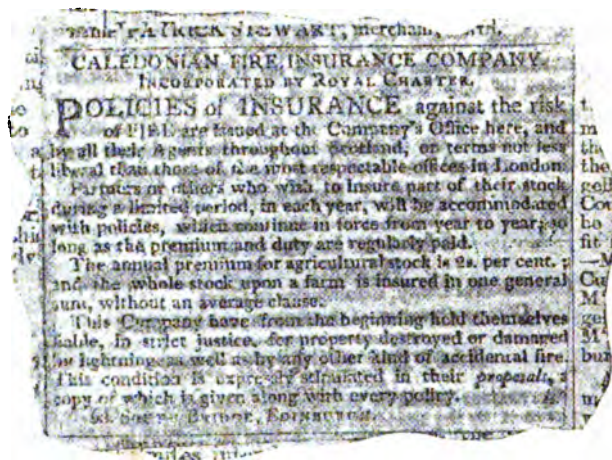 PATRICK STEWART, merchant,
CALEDONIAN FIRE INSURANCE COMPANY.
INCORPORATED BY ROYAL CHARTER.
POLICIES of INSURANCE against the risk
of FIRE are issued at the Company's Office here, and
by all their Agents throughout Scotland, on terms not less
liberal than those of the most respectable offices in London.
Farmers or others who wish to insure part of their stock
during a limited period, in each year, will be accommodated
with policies, which continue in force from year to year, so
long as the premium and duty are regularly paid.
The annual premium for agricultural stock is 2s. per cent.
and the whole stock upon a farm is insured in one general
sum, without an average clause.
This Company have from the beginning held themselves
liable, in strict justice, for property destroyed or damaged
by lightning as well as by any other kind of accidental fire.
This condition is expressly stipulated in their proposals, a
copy of which is given along with every policy.
SOUTH BRIDGE, EDINBURGH.